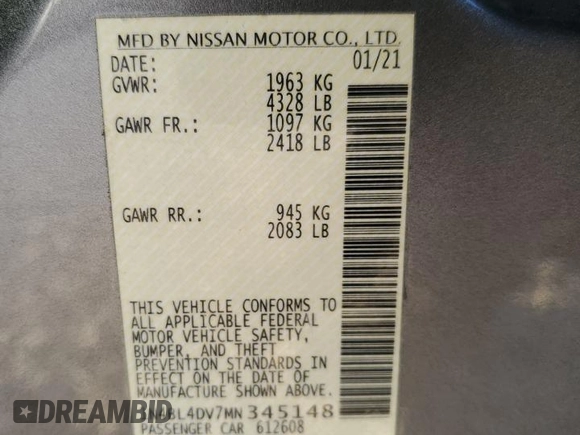 MFD BY NISSAN MOTOR CO., LTD.
DATE: 01/21
GVWR: 1963 KG
4328 LB
GAWR FR.: 1097 KG
2418 LB
GAWR RR.: 945 KG
2083 LB
THIS VEHICLE CONFORMS TO
ALL APPLICABLE FEDERAL
MOTOR VEHICLE SAFETY,
BUMPER, AND THEFT
PREVENTION STANDARDS IN
EFFECT ON THE DATE OF
MANUFACTURE SHOWN ABOVE.
345148
PASSENGER CAR 612608
DREAMBID